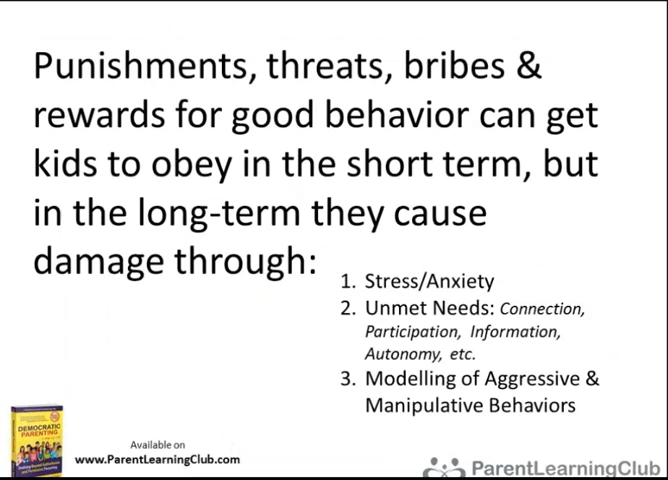 Punishments, threats, bribes &
rewards for good behavior can get
kids to obey in the short term, but
in the long-term they cause
damage through:
1. Stress/Anxiety
2. Unmet Needs: Connection,
Participation, Information,
Autonomy, etc.
3. Modelling of Aggressive &
Manipulative Behaviors
DEMOCRATIC
PARENTING
Available on
www.ParentLearningClub.com
ParentLearningClub